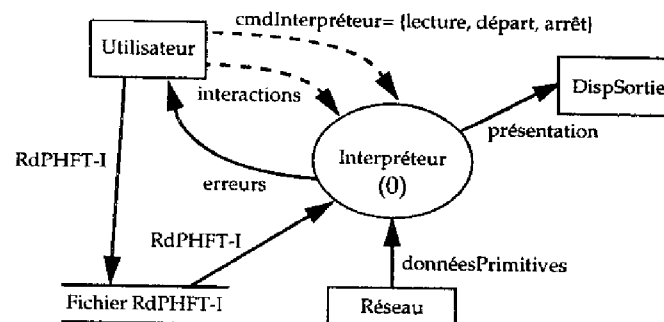 cmdInterpréteur= {lecture, départ, arrêt}
Utilisateur
interactions
DispSortie
présentation
RdPHFT-I
erreurs
Interpréteur
(0)
RdPHFT-I
donnéesPrimitives
Fichier RdPHFT-I
Réseau